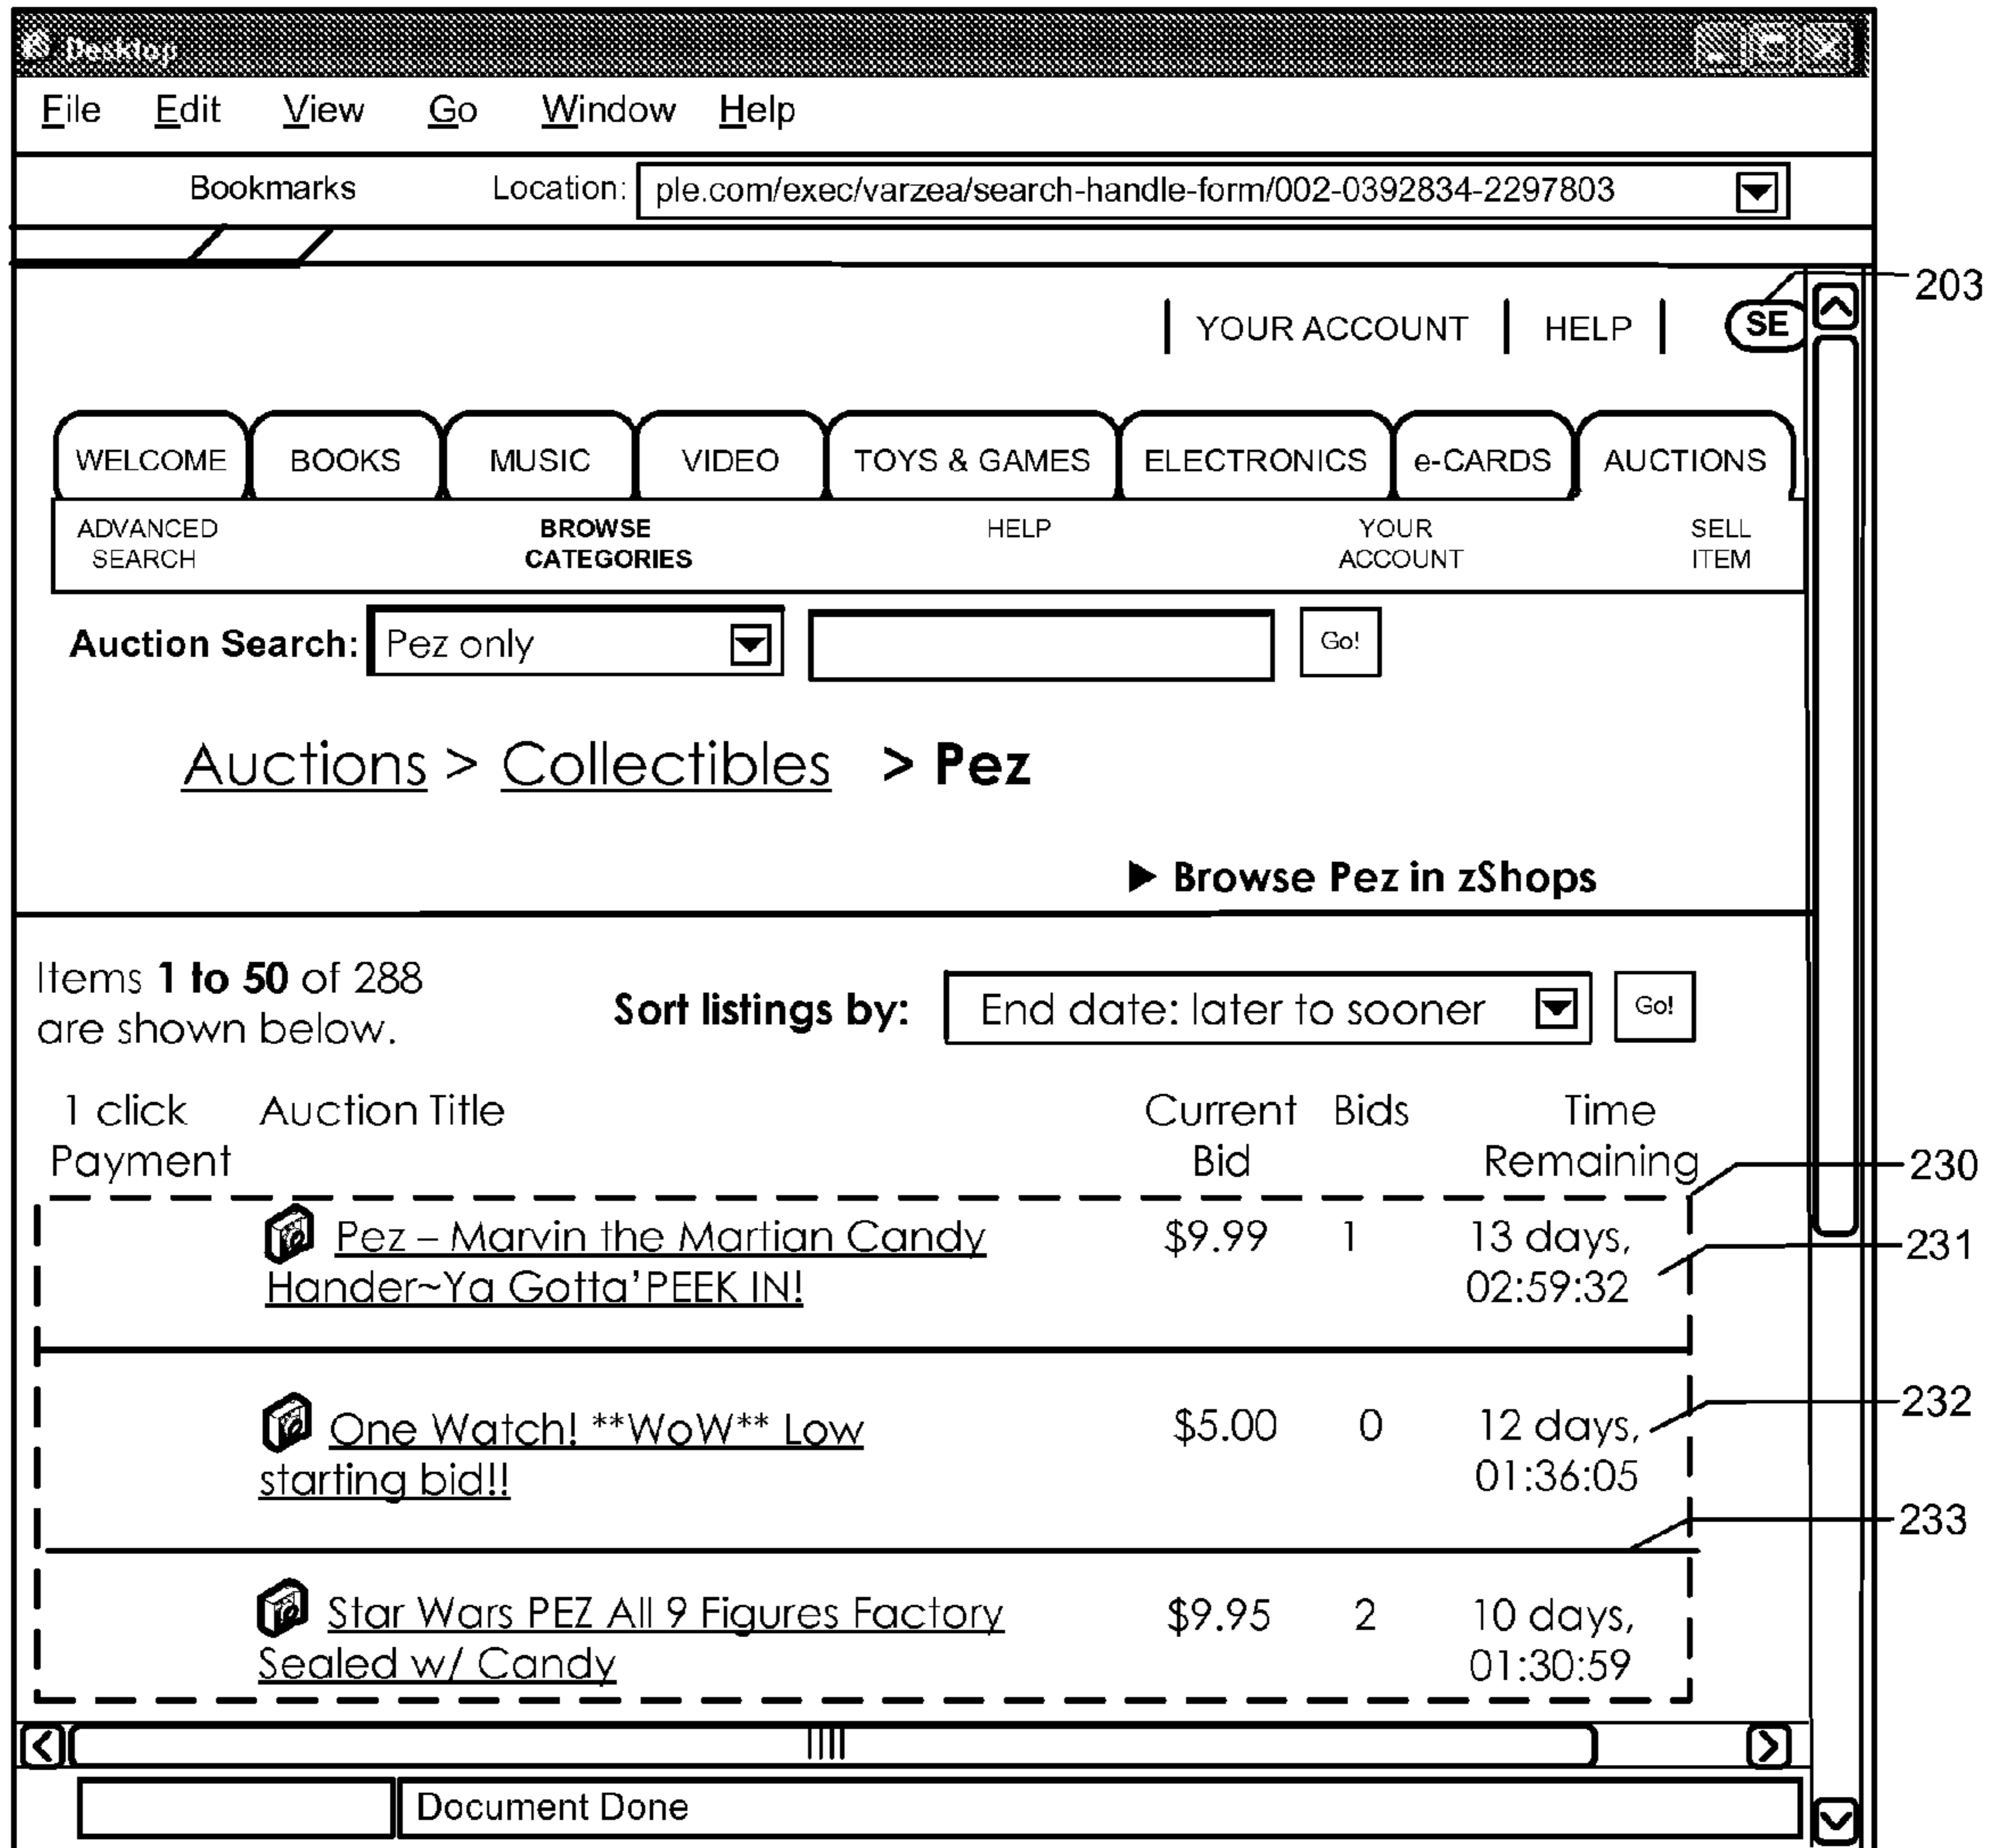 Desktop
File Edit View Go Window Help
Bookmarks Location: ple.com/exec/varzea/search-handle-form/002-0392834-2297803
203
YOUR ACCOUNT HELP SE
WELCOME BOOKS MUSIC VIDEO TOYS & GAMES ELECTRONICS e-CARDS AUCTIONS
ADVANCED SEARCH BROWSE CATEGORIES HELP YOUR ACCOUNT SELL ITEM
Auction Search: Pez only Go!
Auctions > Collectibles > Pez
▶ Browse Pez in zShops
Items 1 to 50 of 288
are shown below.
Sort listings by: End date: later to sooner Go!
1 click Auction Title Current Bids Time
Payment Bid Remaining
230
Pez – Marvin the Martian Candy $9.99 1 13 days,
231
Hander~Ya Gotta'PEEK IN! 02:59:32
232
One Watch! **WoW** Low $5.00 0 12 days,
starting bid!! 01:36:05
233
Star Wars PEZ All 9 Figures Factory $9.95 2 10 days,
Sealed w/ Candy 01:30:59
Document Done